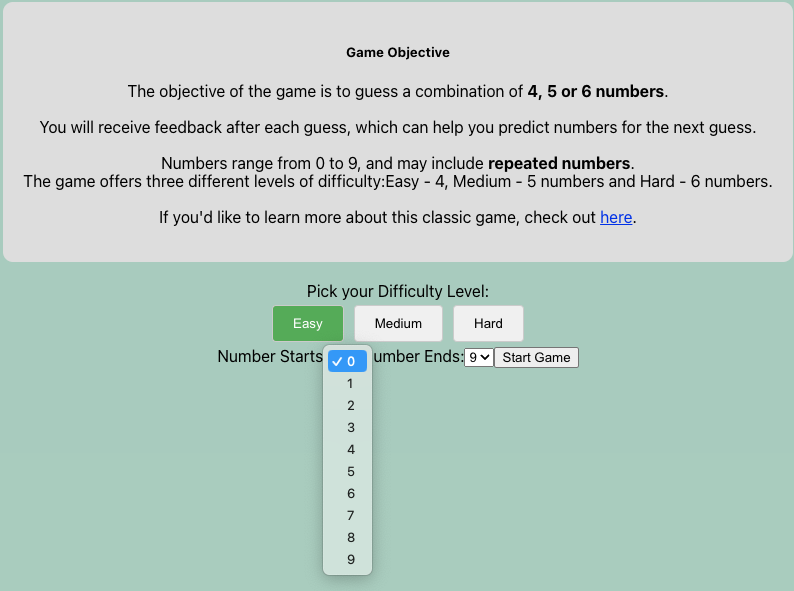 Game Objective
The objective of the game is to guess a combination of 4, 5 or 6 numbers.
You will receive feedback after each guess, which can help you predict numbers for the next guess.
Numbers range from 0 to 9, and may include repeated numbers.
The game offers three different levels of difficulty:Easy - 4, Medium - 5 numbers and Hard - 6 numbers.
If you'd like to learn more about this classic game, check out here.
Pick your Difficulty Level:
Easy Medium Hard
Number Starts umber Ends: 9 Start Game
✓ 0
1
2
3
4
5
6
7
8
9